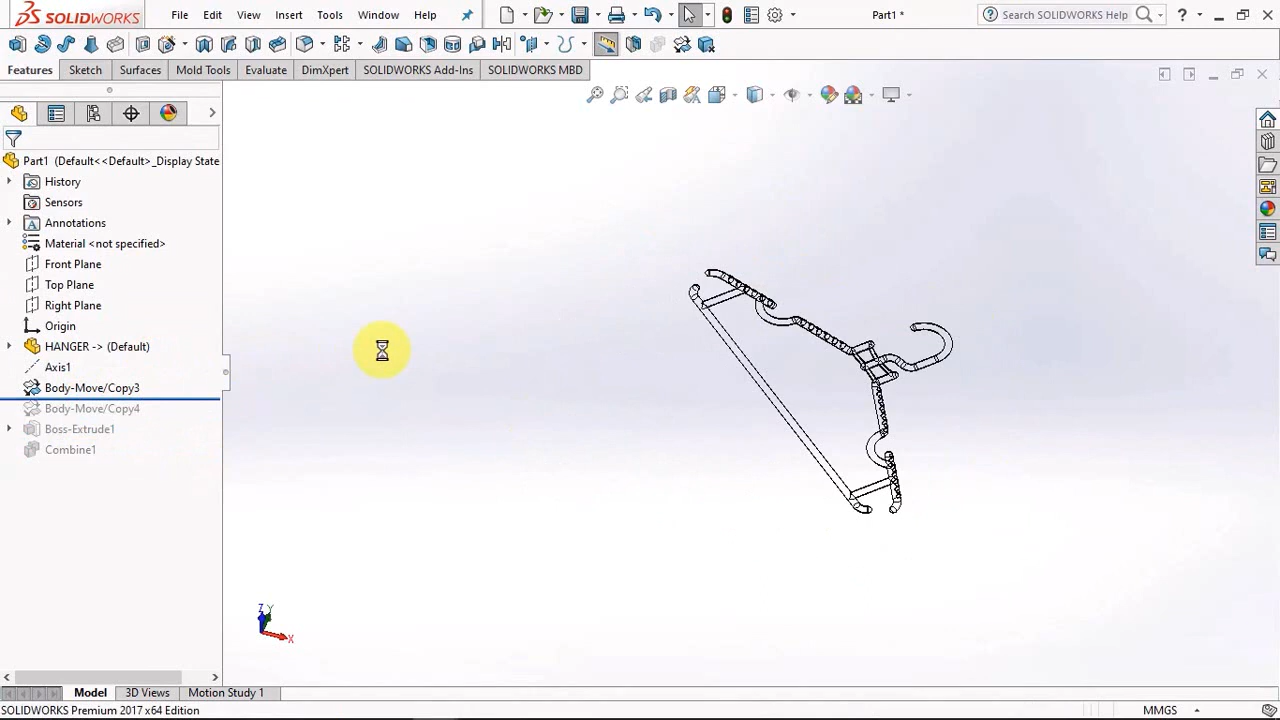 SOLIDWORKS File Edit View Insert Tools Window Help Part1 * Search SOLIDWORKS Help ?
Features Sketch Surfaces Mold Tools Evaluate DimXpert SOLIDWORKS Add-Ins SOLIDWORKS MBD
Part1 (Default<<Default>_Display State
History
Sensors
Annotations
Material <not specified>
Front Plane
Top Plane
Right Plane
Origin
HANGER -> (Default)
Axis1
Body-Move/Copy3
Body-Move/Copy4
Boss-Extrude1
Combine1
Z Y
X
Model 3D Views Motion Study 1
SOLIDWORKS Premium 2017 x64 Edition MMGS